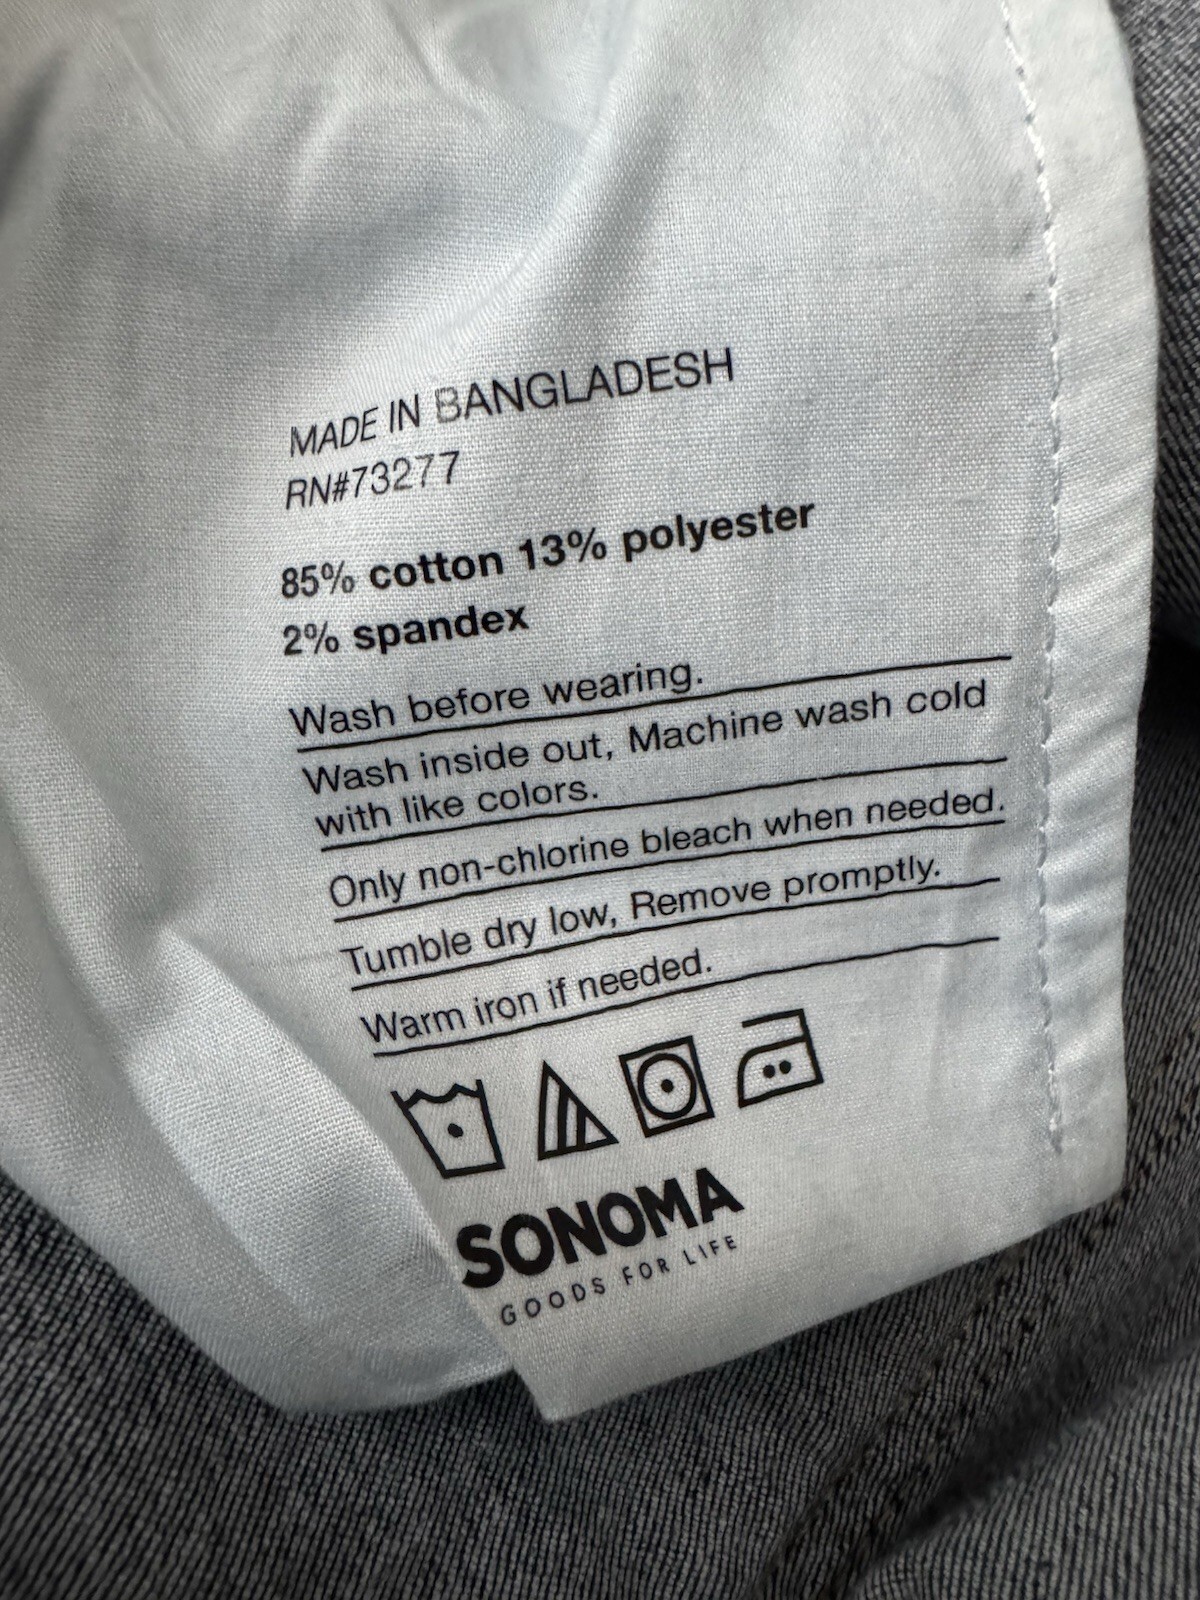 MADE IN BANGLADESH
RN#73277
85% cotton 13% polyester
2% spandex
Wash before wearing.
Wash inside out, Machine wash cold
with like colors.
Only non-chlorine bleach when needed.
Tumble dry low, Remove promptly.
Warm iron if needed.
SONOMA
GOODS FOR LIFE